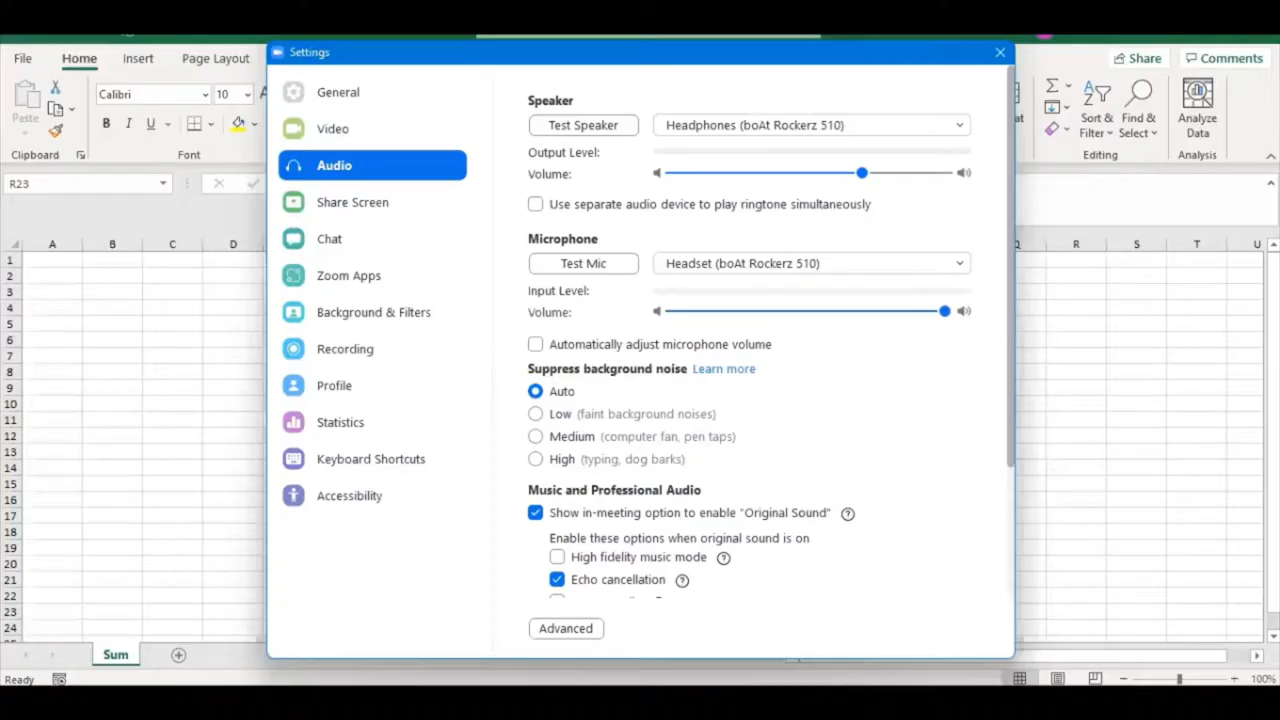 Settings
File Home Insert Page Layout
Share Comments
Calibri 10
Paste
B I U
Clipboard
Font
Sort & Filter
Find & Select
Analyze Data
Editing
Analysis
R23
A B C D Q R S T U
1
2
3
4
5
6
7
8
9
10
11
12
13
14
15
16
17
18
19
20
21
22
23
24
General
Video
Audio
Share Screen
Chat
Zoom Apps
Background & Filters
Recording
Profile
Statistics
Keyboard Shortcuts
Accessibility
Speaker
Test Speaker Headphones (boAt Rockerz 510)
Output Level:
Volume:
Use separate audio device to play ringtone simultaneously
Microphone
Test Mic Headset (boAt Rockerz 510)
Input Level:
Volume:
Automatically adjust microphone volume
Suppress background noise Learn more
Auto
Low (faint background noises)
Medium (computer fan, pen taps)
High (typing, dog barks)
Music and Professional Audio
Show in-meeting option to enable "Original Sound" ?
Enable these options when original sound is on
High fidelity music mode ?
Echo cancellation ?
Advanced
Sum
Ready
100%